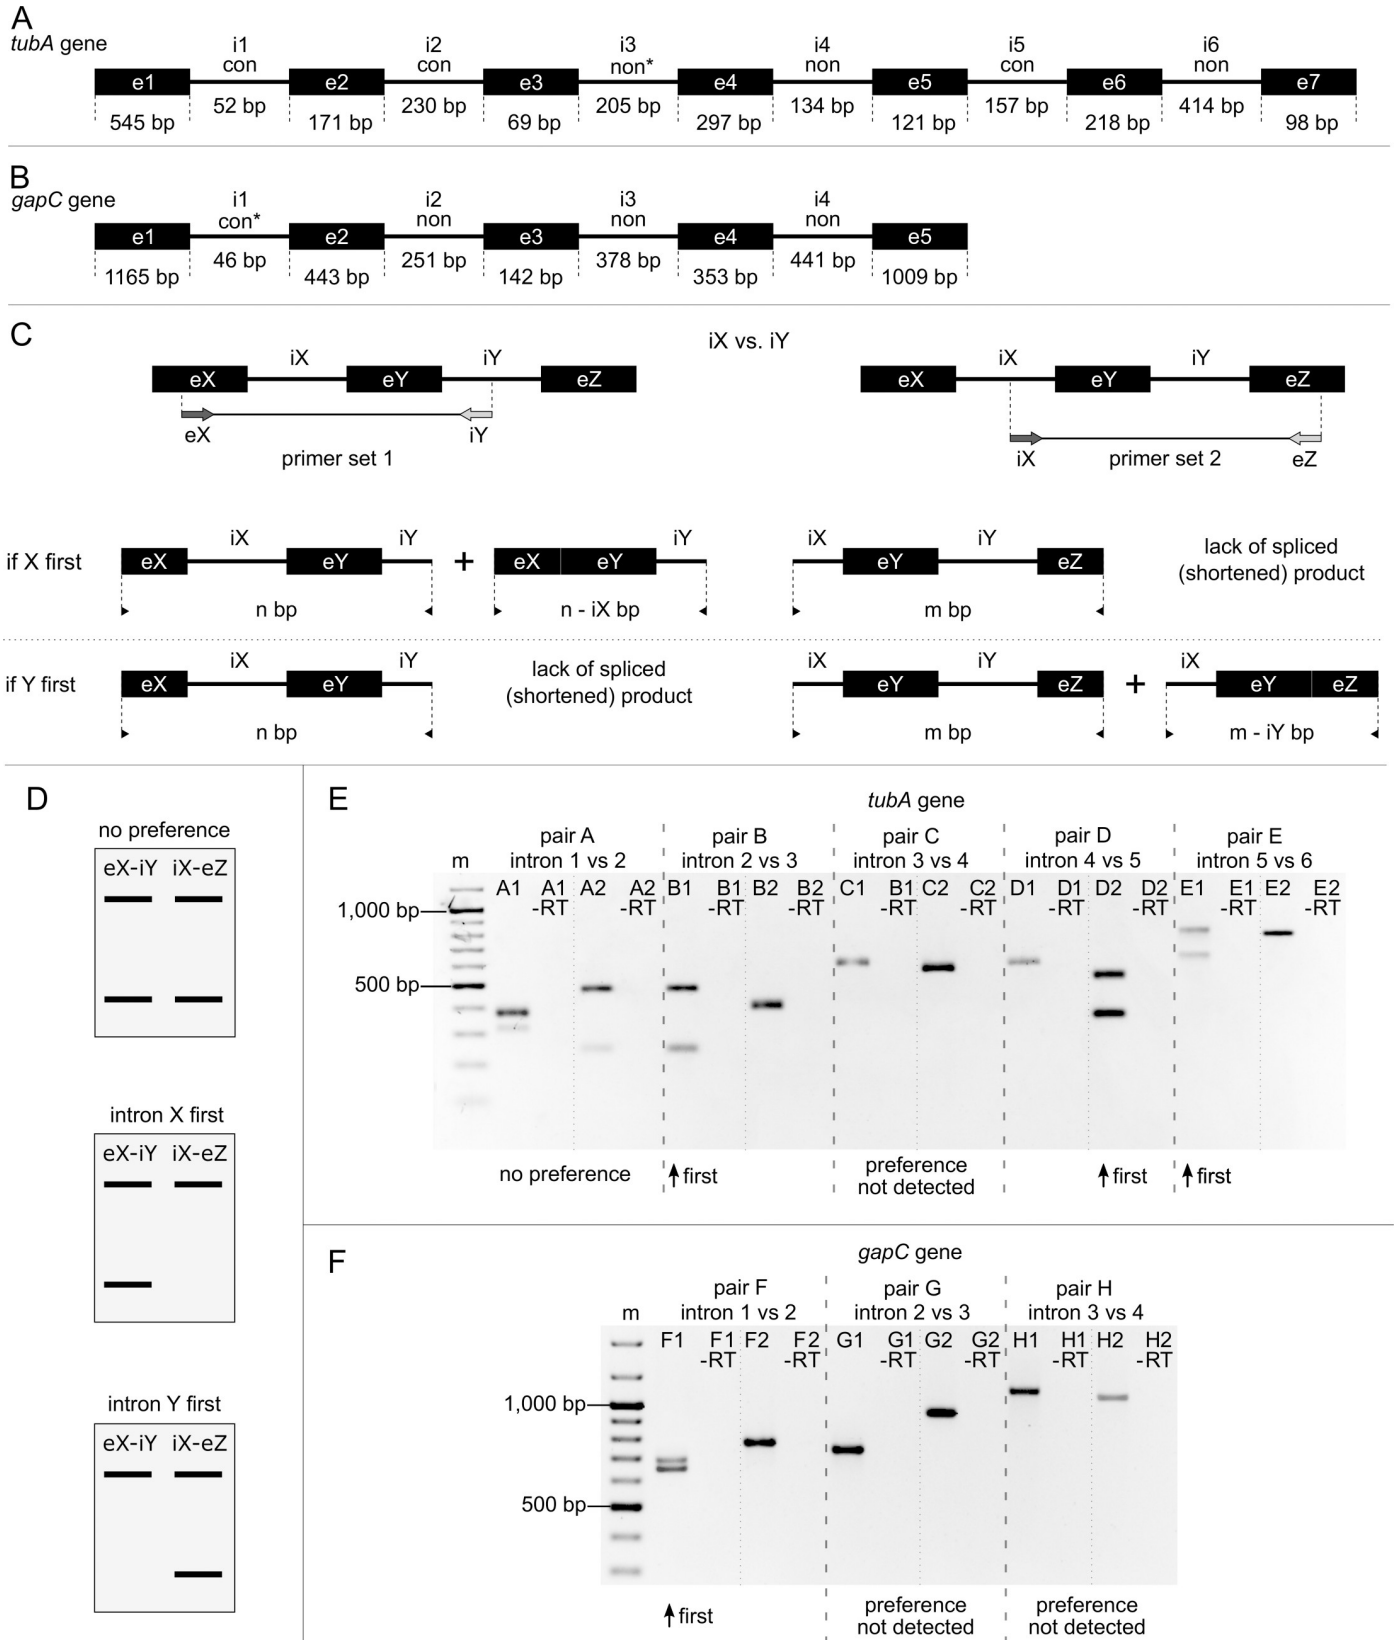 A
tubA gene
i1 i2 i3 i4 i5 i6
con con non* non con non
e1 e2 e3 e4 e5 e6 e7
52 bp 230 bp 205 bp 134 bp 157 bp 414 bp
545 bp 171 bp 69 bp 297 bp 121 bp 218 bp 98 bp
B
gapC gene
i1 i2 i3 i4
con* non non non
e1 e2 e3 e4 e5
46 bp 251 bp 378 bp 441 bp
1165 bp 443 bp 142 bp 353 bp 1009 bp
C
iX vs. iY
iX iY iX iY
eX eY eZ eX eY eZ
eX iY
primer set 1
iX primer set 2 eZ
if X first
iX iY + iY iX iY
eX eY eX eY eY eZ
n bp n - iX bp m bp
lack of spliced
(shortened) product
if Y first
iX iY iX iY + iX
eX eY eY eZ eY eZ
lack of spliced
(shortened) product
n bp m bp m - iY bp
D
no preference
eX-iY iX-eZ
intron X first
eX-iY iX-eZ
intron Y first
eX-iY iX-eZ
E
tubA gene
pair A pair B pair C pair D pair E
m intron 1 vs 2 intron 2 vs 3 intron 3 vs 4 intron 4 vs 5 intron 5 vs 6
A1 A1 A2 A2 B1 B1 B2 B2 C1 B1 C2 C2 D1 D1 D2 D2 E1 E1 E2 E2
-RT -RT -RT -RT -RT -RT -RT -RT -RT -RT
1,000 bp
500 bp
no preference
first
preference
not detected
first
first
F
gapC gene
pair F pair G pair H
m intron 1 vs 2 intron 2 vs 3 intron 3 vs 4
F1 F1 F2 F2 G1 G1 G2 G2 H1 H1 H2 H2
-RT -RT -RT -RT -RT -RT
1,000 bp
500 bp
first
preference
not detected
preference
not detected